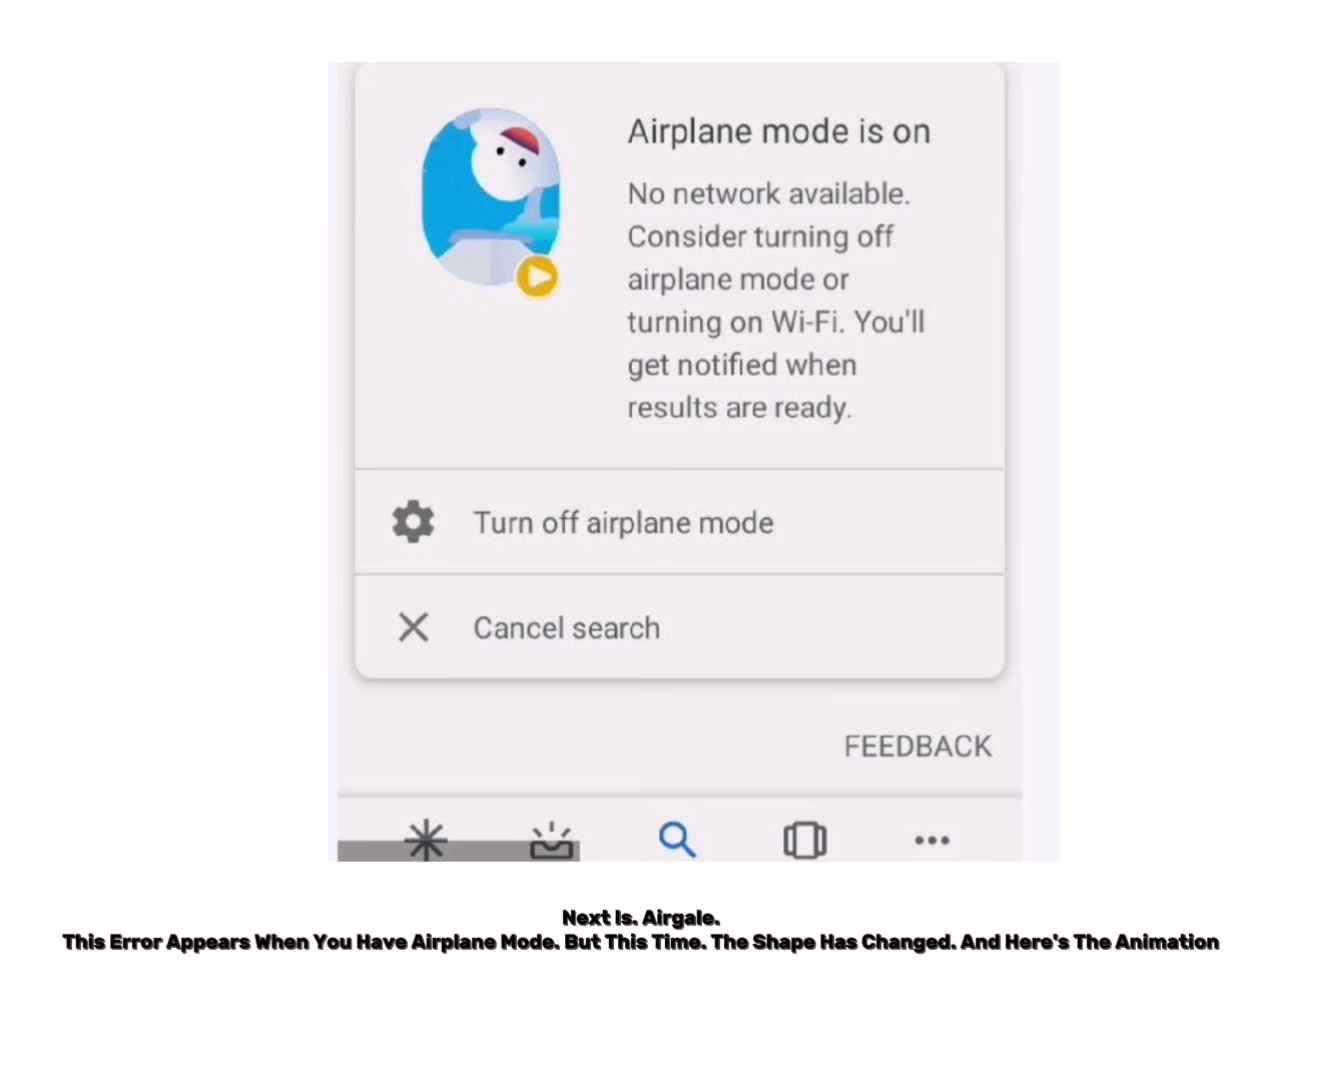 Airplane mode is on
No network available.
Consider turning off
airplane mode or
turning on Wi-Fi. You'll
get notified when
results are ready.
Turn off airplane mode
Cancel search
FEEDBACK
Next Is. Airgale.
This Error Appears When You Have Airplane Mode. But This Time. The Shape Has Changed. And Here's The Animation